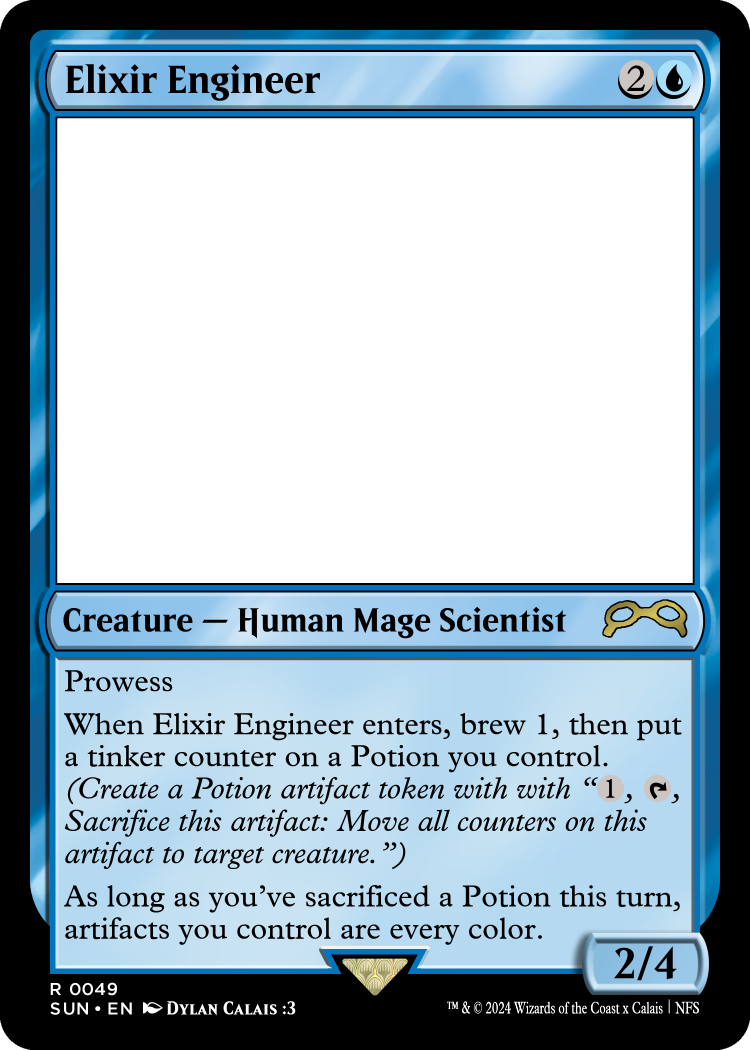 Elixir Engineer 2
Creature — Human Mage Scientist
Prowess
When Elixir Engineer enters, brew 1, then put
a tinker counter on a Potion you control.
(Create a Potion artifact token with with “1, ,
Sacrifice this artifact: Move all counters on this
artifact to target creature.”)
As long as you’ve sacrificed a Potion this turn,
artifacts you control are every color.
2/4
R 0049
SUN • EN Dylan Calais :3
™ & © 2024 Wizards of the Coast x Calais | NFS